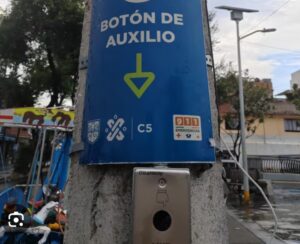 BOTÓN DE
AUXILIO
C5
911